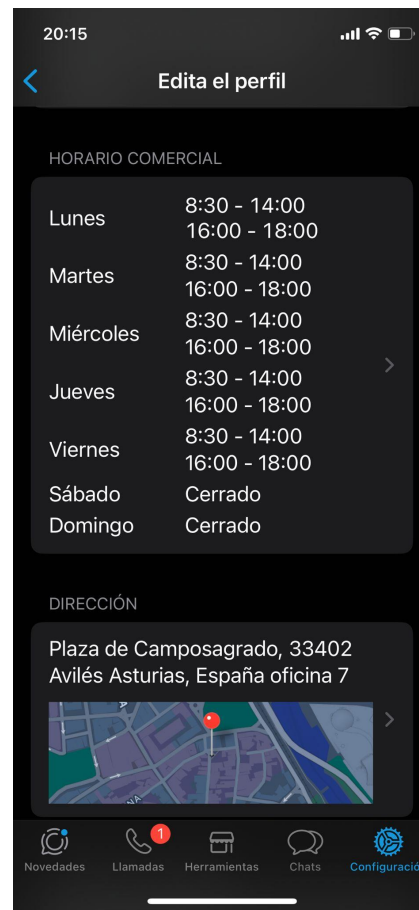 20:15
Edita el perfil
HORARIO COMERCIAL
Lunes 8:30 - 14:00
16:00 - 18:00
Martes 8:30 - 14:00
16:00 - 18:00
Miércoles 8:30 - 14:00
16:00 - 18:00
Jueves 8:30 - 14:00
16:00 - 18:00
Viernes 8:30 - 14:00
16:00 - 18:00
Sábado Cerrado
Domingo Cerrado
DIRECCIÓN
Plaza de Camposagrado, 33402
Avilés Asturias, España oficina 7
NA
1
Novedades Llamadas Herramientas Chats Configuració